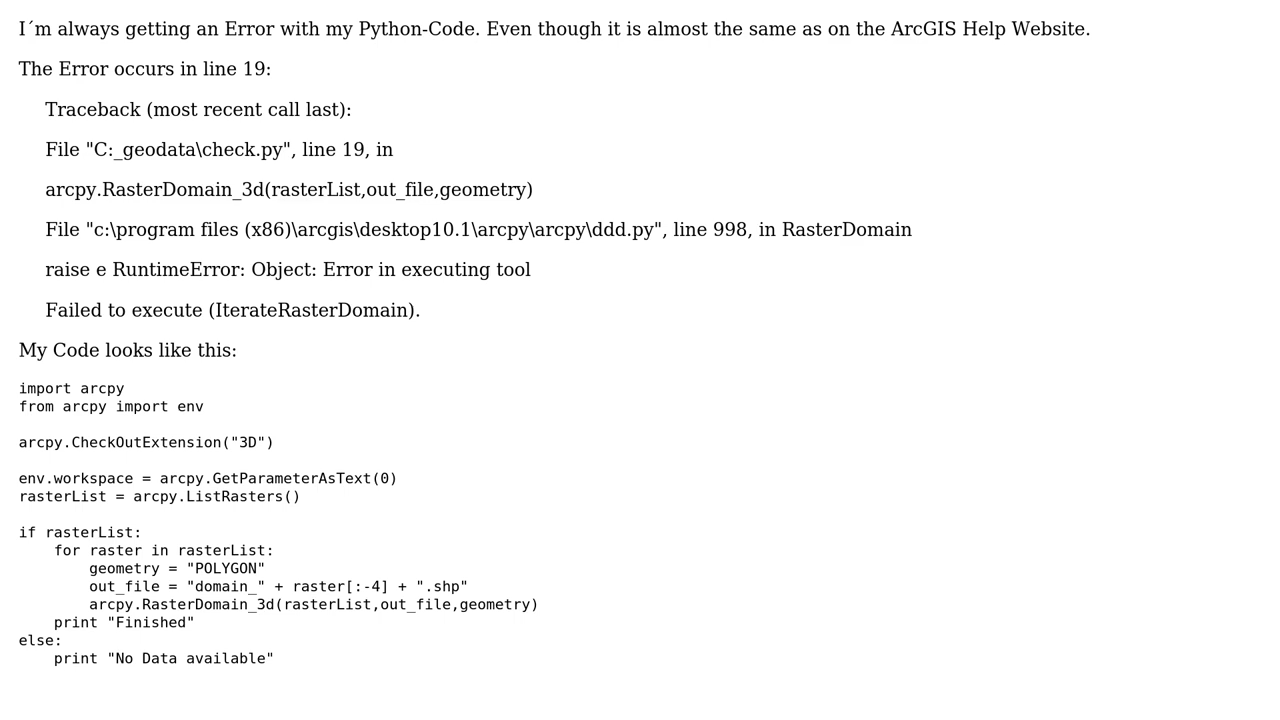 I´m always getting an Error with my Python-Code. Even though it is almost the same as on the ArcGIS Help Website.
The Error occurs in line 19:
Traceback (most recent call last):
File "C:_geodata\check.py", line 19, in
arcpy.RasterDomain_3d(rasterList,out_file,geometry)
File "c:\program files (x86)\arcgis\desktop10.1\arcpy\arcpy\ddd.py", line 998, in RasterDomain
raise e RuntimeError: Object: Error in executing tool
Failed to execute (IterateRasterDomain).
My Code looks like this:
import arcpy
from arcpy import env
arcpy.CheckOutExtension("3D")
env.workspace = arcpy.GetParameterAsText(0)
rasterList = arcpy.ListRasters()
if rasterList:
    for raster in rasterList:
        geometry = "POLYGON"
        out_file = "domain_" + raster[:-4] + ".shp"
        arcpy.RasterDomain_3d(rasterList,out_file,geometry)
    print "Finished"
else:
    print "No Data available"